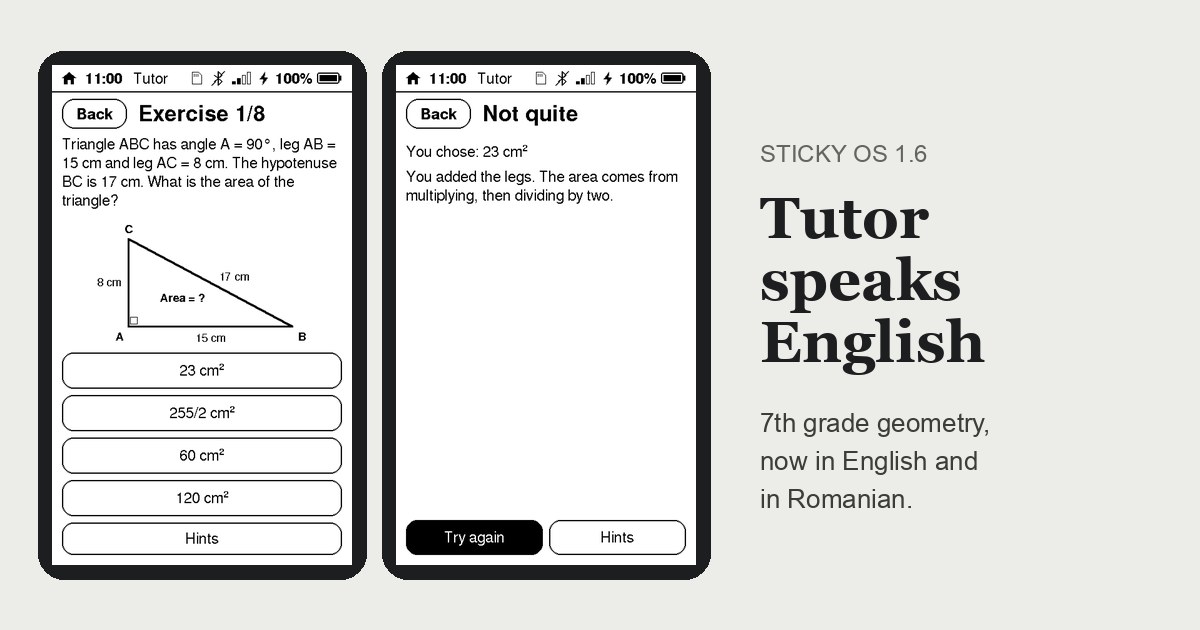 11:00 Tutor 100%
Back Exercise 1/8
Triangle ABC has angle A = 90°, leg AB =
15 cm and leg AC = 8 cm. The hypotenuse
BC is 17 cm. What is the area of the
triangle?
C
8 cm
17 cm
Area = ?
A
15 cm
B
23 cm²
255/2 cm²
60 cm²
120 cm²
Hints
11:00 Tutor 100%
Back Not quite
You chose: 23 cm²
You added the legs. The area comes from
multiplying, then dividing by two.
Try again Hints
STICKY OS 1.6
Tutor
speaks
English
7th grade geometry,
now in English and
in Romanian.